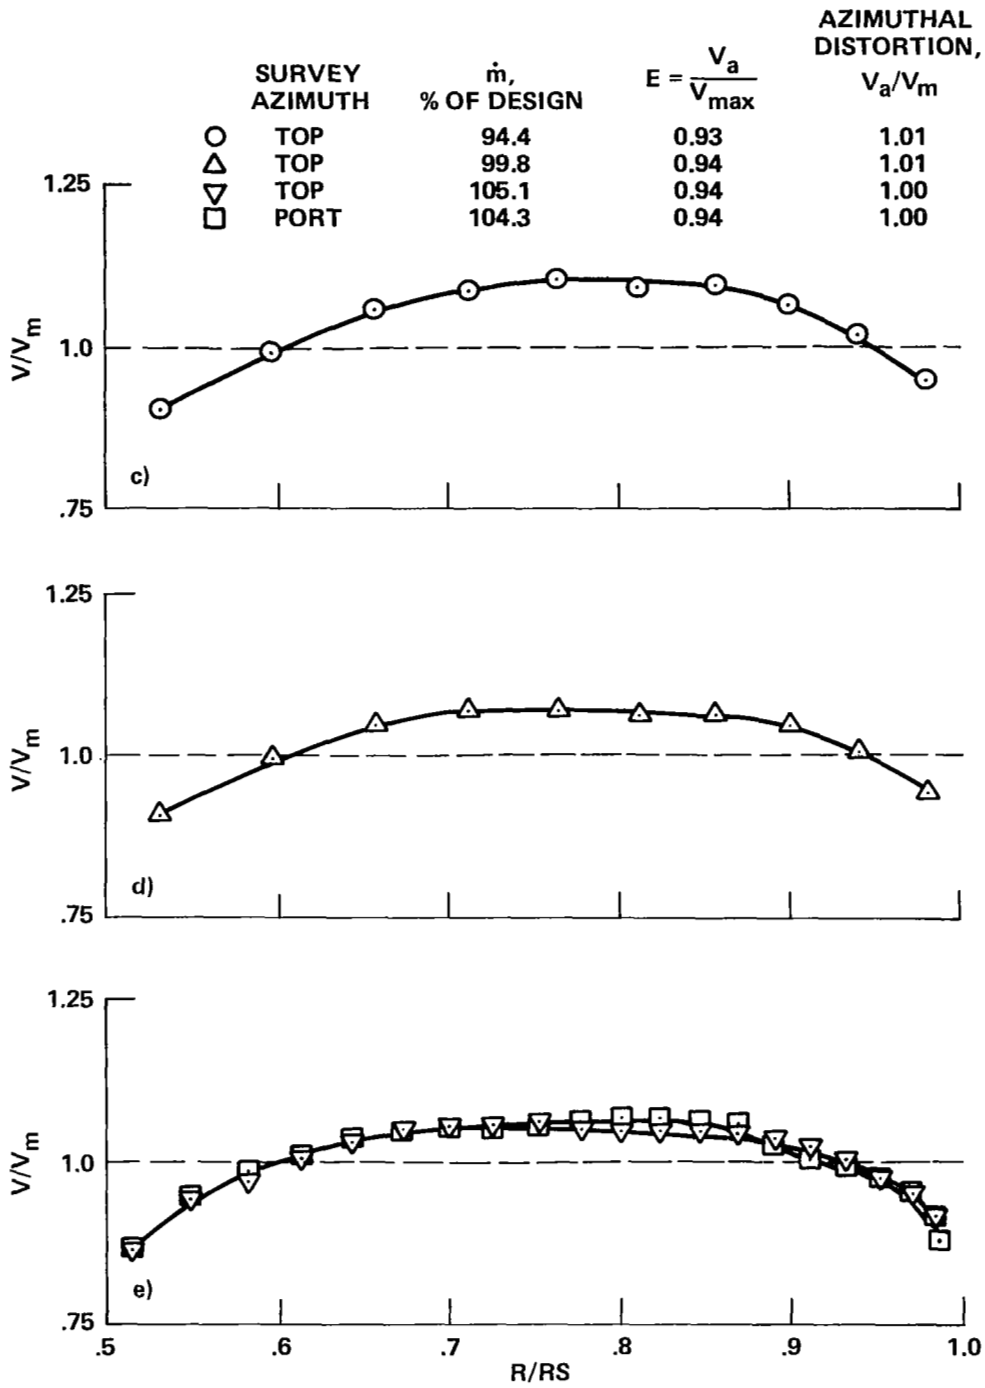 SURVEY AZIMUTH
ṁ, % OF DESIGN
E = Va/Vmax
AZIMUTHAL DISTORTION, Va/Vm
TOP 94.4 0.93 1.01
TOP 99.8 0.94 1.01
TOP 105.1 0.94 1.00
PORT 104.3 0.94 1.00
1.25
V/Vm
1.0
c)
.75
1.25
V/Vm
1.0
d)
.75
1.25
V/Vm
1.0
e)
.75
.5 .6 .7 .8 .9 1.0
R/RS